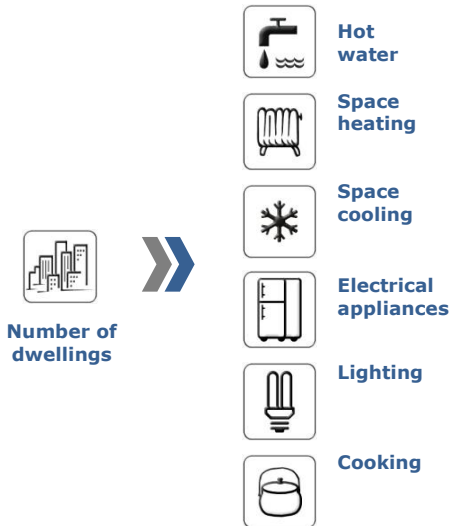 Hot
water
Space
heating
Space
cooling
Electrical
appliances
Number of
dwellings
Lighting
Cooking